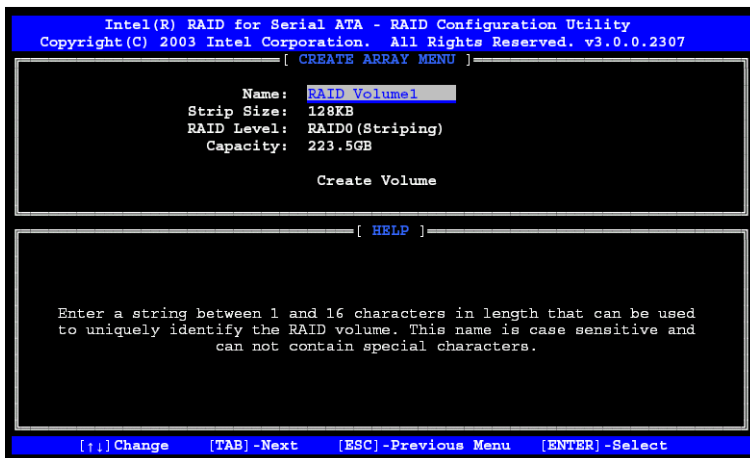 Intel(R) RAID for Serial ATA - RAID Configuration Utility
Copyright(C) 2003 Intel Corporation. All Rights Reserved. v3.0.0.2307
[ CREATE ARRAY MENU ]
Name: RAID Volume1
Strip Size: 128KB
RAID Level: RAID0(Striping)
Capacity: 223.5GB
Create Volume
[ HELP ]
Enter a string between 1 and 16 characters in length that can be used
to uniquely identify the RAID volume. This name is case sensitive and
can not contain special characters.
[↑↓]Change [TAB]-Next [ESC]-Previous Menu [ENTER]-Select